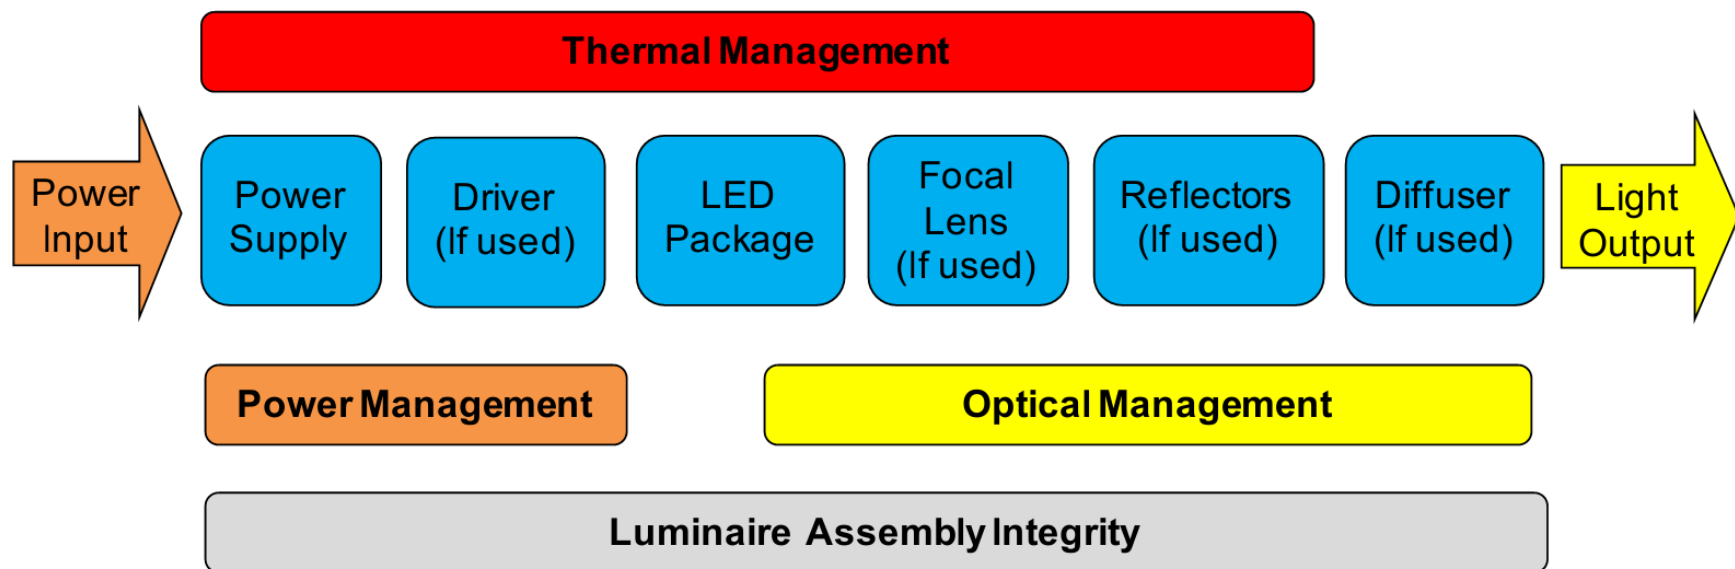 Thermal Management
Power
Input
Power
Supply
Driver
(If used)
LED
Package
Focal
Lens
(If used)
Reflectors
(If used)
Diffuser
(If used)
Light
Output
Power Management
Optical Management
Luminaire Assembly Integrity